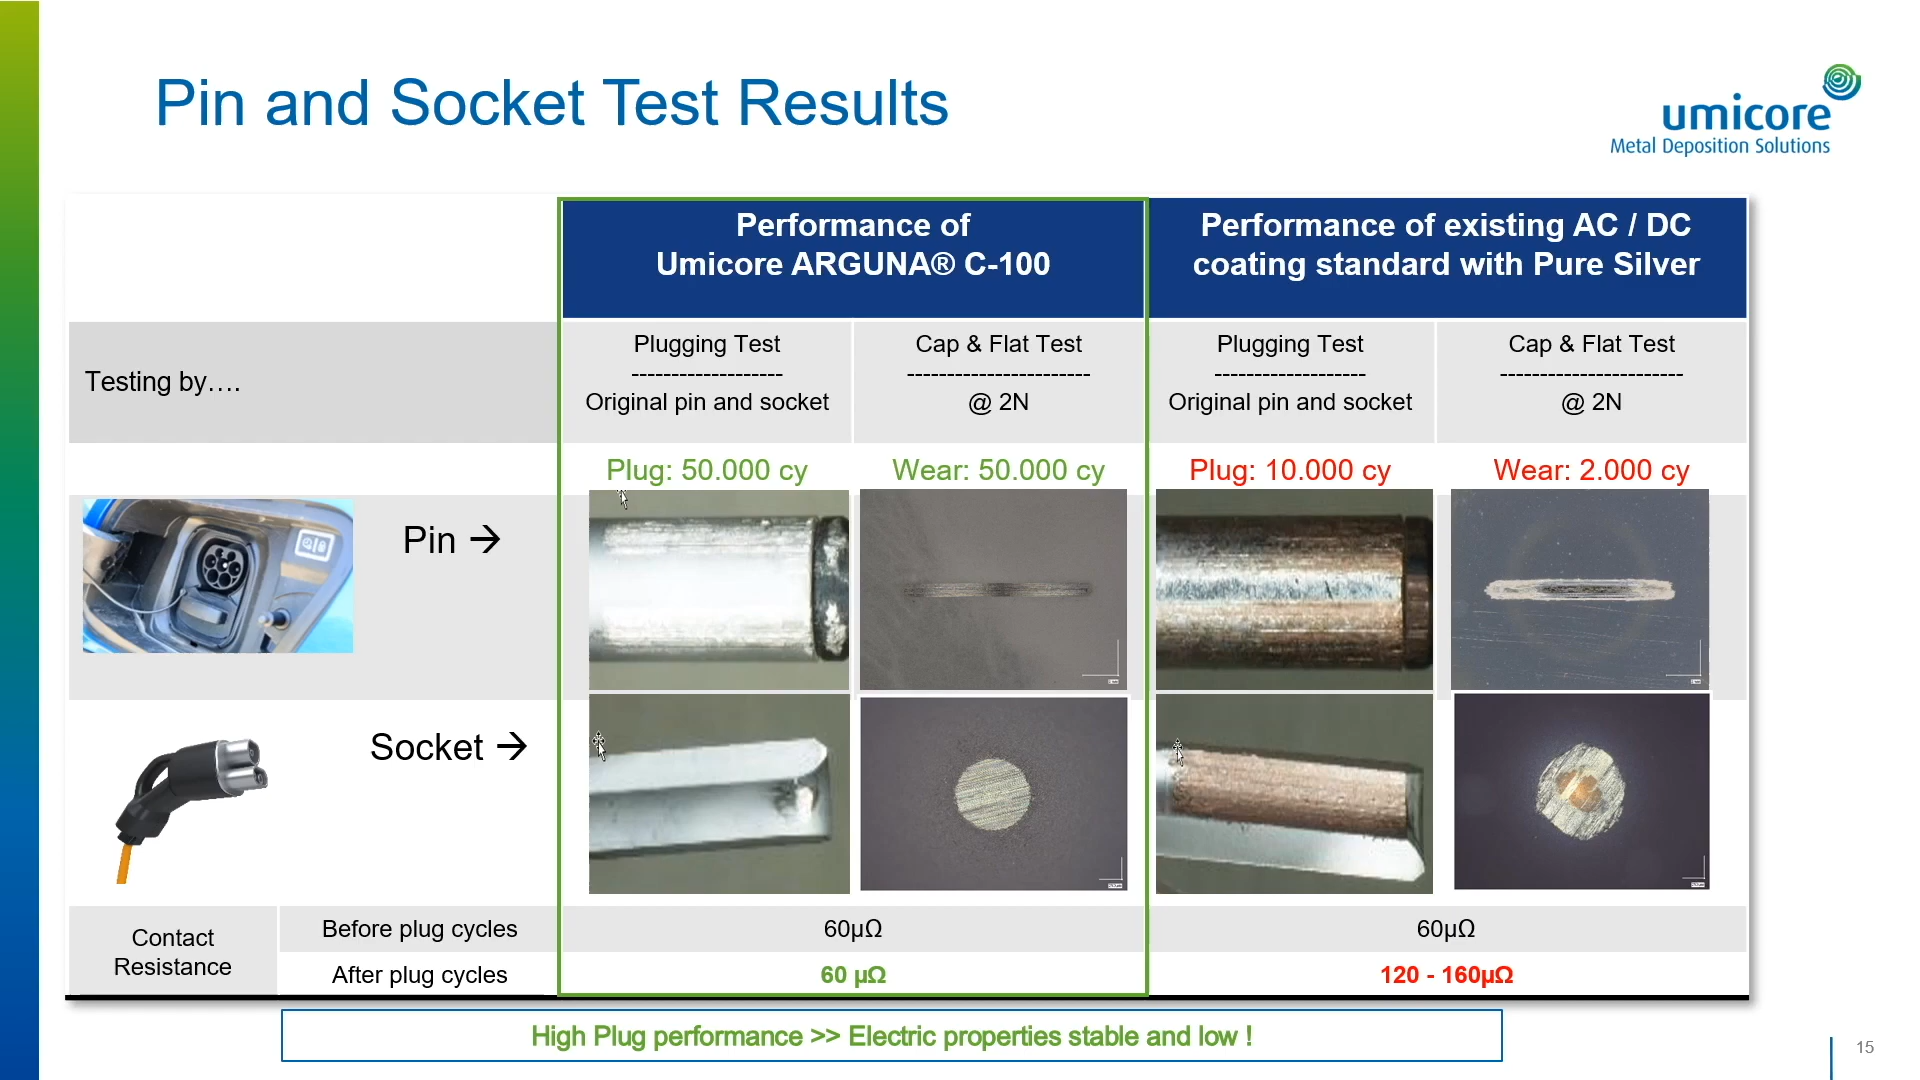 Pin and Socket Test Results
umicore
Metal Deposition Solutions
Performance of
Umicore ARGUNA® C-100
Performance of existing AC / DC
coating standard with Pure Silver
Testing by….
Plugging Test
-------------------
Original pin and socket
Cap & Flat Test
-----------------------
@ 2N
Plugging Test
-------------------
Original pin and socket
Cap & Flat Test
-----------------------
@ 2N
Plug: 50.000 cy
Wear: 50.000 cy
Plug: 10.000 cy
Wear: 2.000 cy
Pin →
Socket →
Contact
Resistance
Before plug cycles
60µΩ
60µΩ
After plug cycles
60 µΩ
120 - 160µΩ
High Plug performance >> Electric properties stable and low !
15